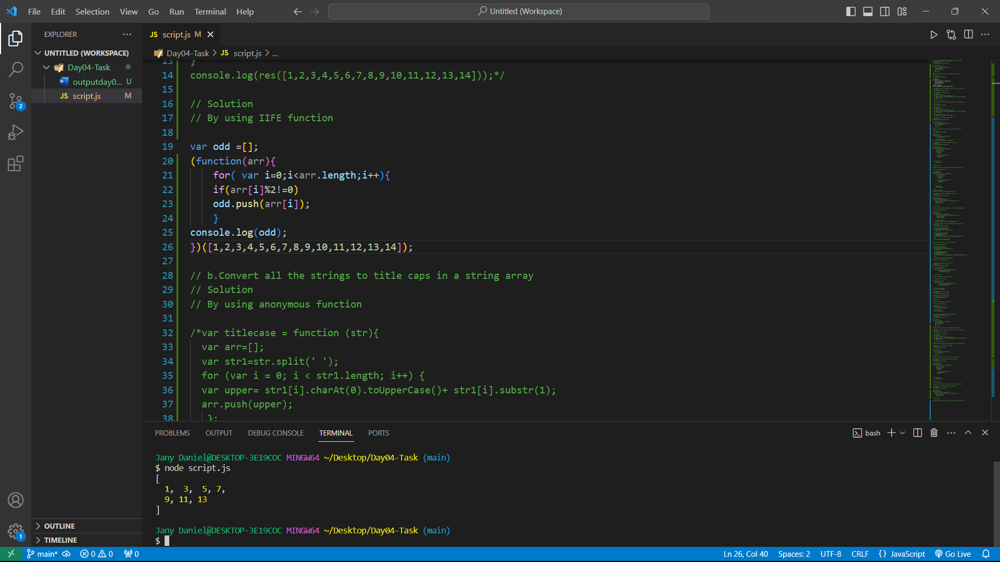 File Edit Selection View Go Run Terminal Help
Untitled (Workspace)
EXPLORER
UNTITLED (WORKSPACE)
Day04-Task
outputday0... U
JS script.js M
OUTLINE
TIMELINE
JS script.js M
Day04-Task > JS script.js > ...
13 }
14 console.log(res([1,2,3,4,5,6,7,8,9,10,11,12,13,14]));*/
15
16 // Solution
17 // By using IIFE function
18
19 var odd =[];
20 (function(arr){
21 for( var i=0;i<arr.length;i++){
22 if(arr[i]%2!=0)
23 odd.push(arr[i]);
24 }
25 console.log(odd);
26 })([1,2,3,4,5,6,7,8,9,10,11,12,13,14]);
27
28 // b.Convert all the strings to title caps in a string array
29 // Solution
30 // By using anonymous function
31
32 /*var titlecase = function (str){
33 var arr=[];
34 var str1=str.split(' ');
35 for (var i = 0; i < str1.length; i++) {
36 var upper= str1[i].charAt(0).toUpperCase()+ str1[i].substr(1);
37 arr.push(upper);
38 };
PROBLEMS OUTPUT DEBUG CONSOLE TERMINAL PORTS
bash
Jany Daniel@DESKTOP-3E19COC MINGW64 ~/Desktop/Day04-Task (main)
$ node script.js
[
1, 3, 5, 7,
9, 11, 13
]
Jany Daniel@DESKTOP-3E19COC MINGW64 ~/Desktop/Day04-Task (main)
$
2
1
main* 0 0 0
Ln 26, Col 40 Spaces: 2 UTF-8 CRLF {} JavaScript Go Live